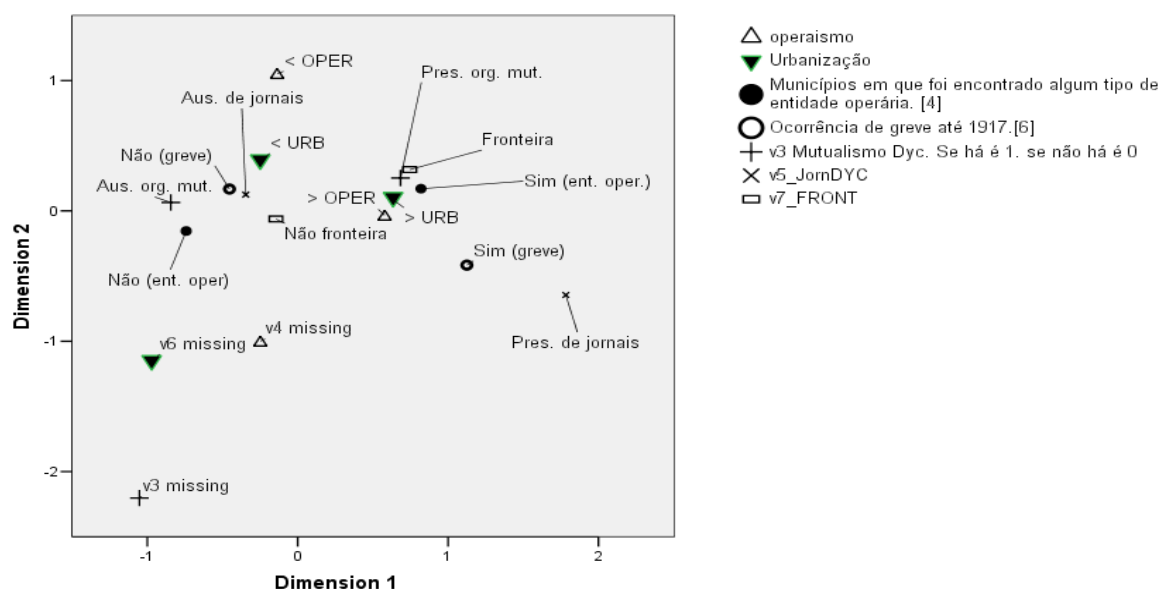 < OPER
Pres. org. mut.
Aus. de jornais
Fronteira
< URB
Não (greve)
Aus. org. mut.
Sim (ent. oper.)
> OPER
> URB
Não fronteira
Sim (greve)
Não (ent. oper)
v4 missing
v6 missing
Pres. de jornais
v3 missing
1
0
-1
-2
Dimension 2
-1
0
1
2
Dimension 1
operaismo
Urbanização
Municípios em que foi encontrado algum tipo de
entidade operária. [4]
Ocorrência de greve até 1917.[6]
v3 Mutualismo Dyc. Se há é 1. se não há é 0
v5_JornDYC
v7_FRONT